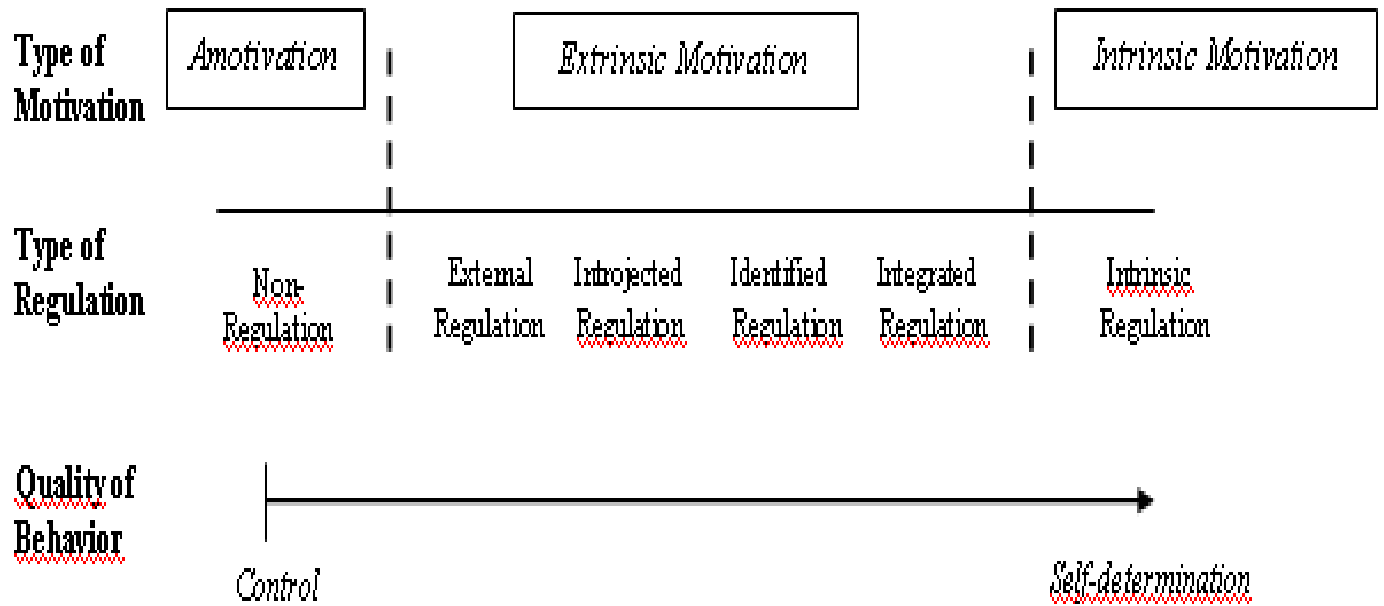 Type of
Motivation
Amotivation
Extrinsic Motivation
Intrinsic Motivation
Type of
Regulation
Non-
Regulation
External
Regulation
Introjected
Regulation
Identified
Regulation
Integrated
Regulation
Intrinsic
Regulation
Quality of
Behavior
Control
Self-determination